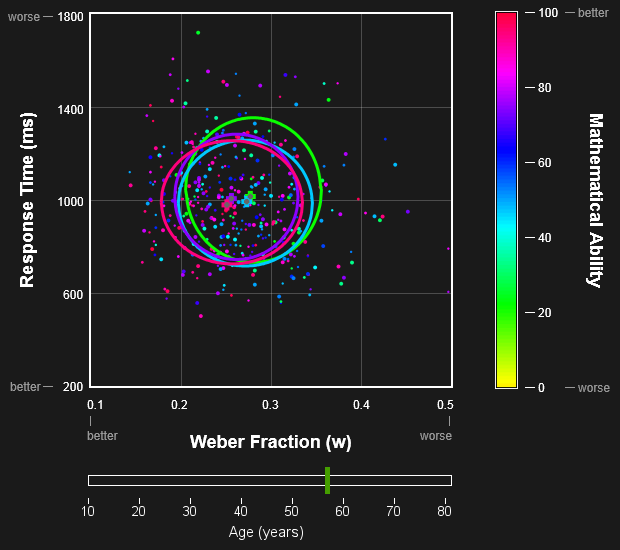 worse
1800
1400
1000
600
200
better
Response Time (ms)
0.1 0.2 0.3 0.4 0.5
better
worse
Weber Fraction (w)
10 20 30 40 50 60 70 80
Age (years)
100
80
60
40
20
0
better
worse
Mathematical Ability